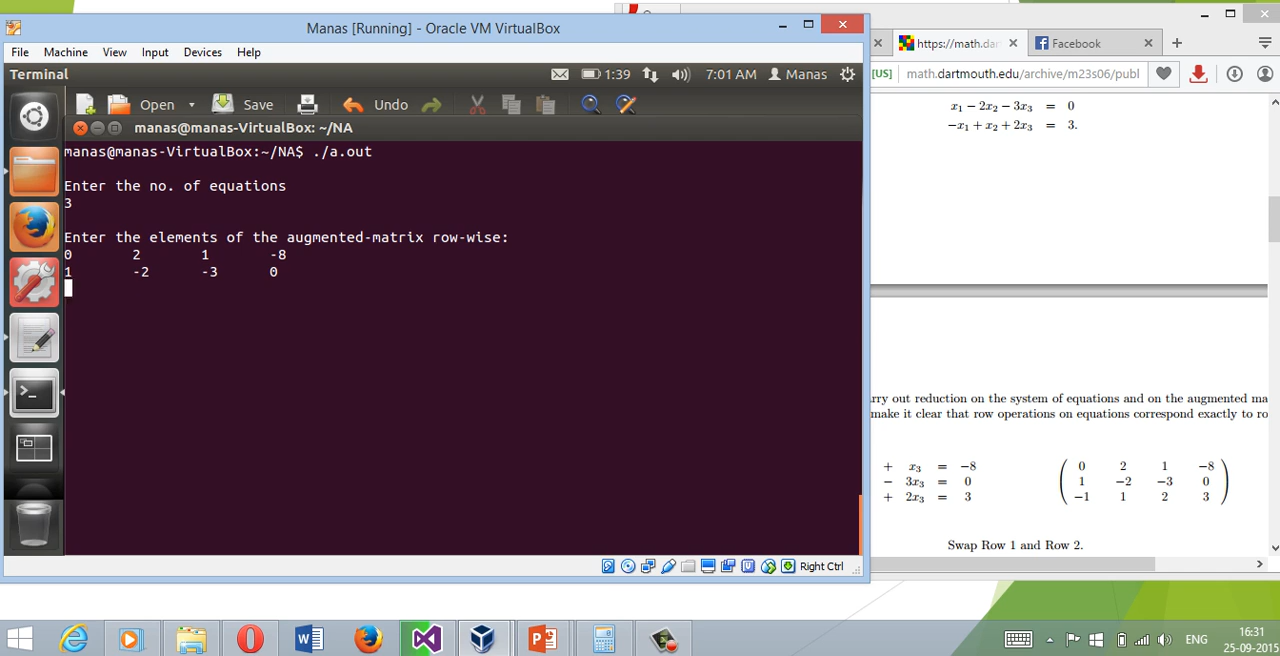 Manas [Running] - Oracle VM VirtualBox
File Machine View Input Devices Help
Terminal
1:39
7:01 AM
Manas
Open
Save
Undo
manas@manas-VirtualBox: ~/NA
manas@manas-VirtualBox:~/NA$ ./a.out
Enter the no. of equations
3
Enter the elements of the augmented-matrix row-wise:
0 2 1 -8
1 -2 -3 0
Right Ctrl
https://math.dar
Facebook
[US]
math.dartmouth.edu/archive/m23s06/publ
x₁ − 2x₂ − 3x₃ = 0
−x₁ + x₂ + 2x₃ = 3.
rry out reduction on the system of equations and on the augmented ma
make it clear that row operations on equations correspond exactly to ro
+ x₃ = −8
− 3x₃ = 0
+ 2x₃ = 3
0 2 1 −8
1 −2 −3 0
−1 1 2 3
Swap Row 1 and Row 2.
ENG
16:31
25-09-2015